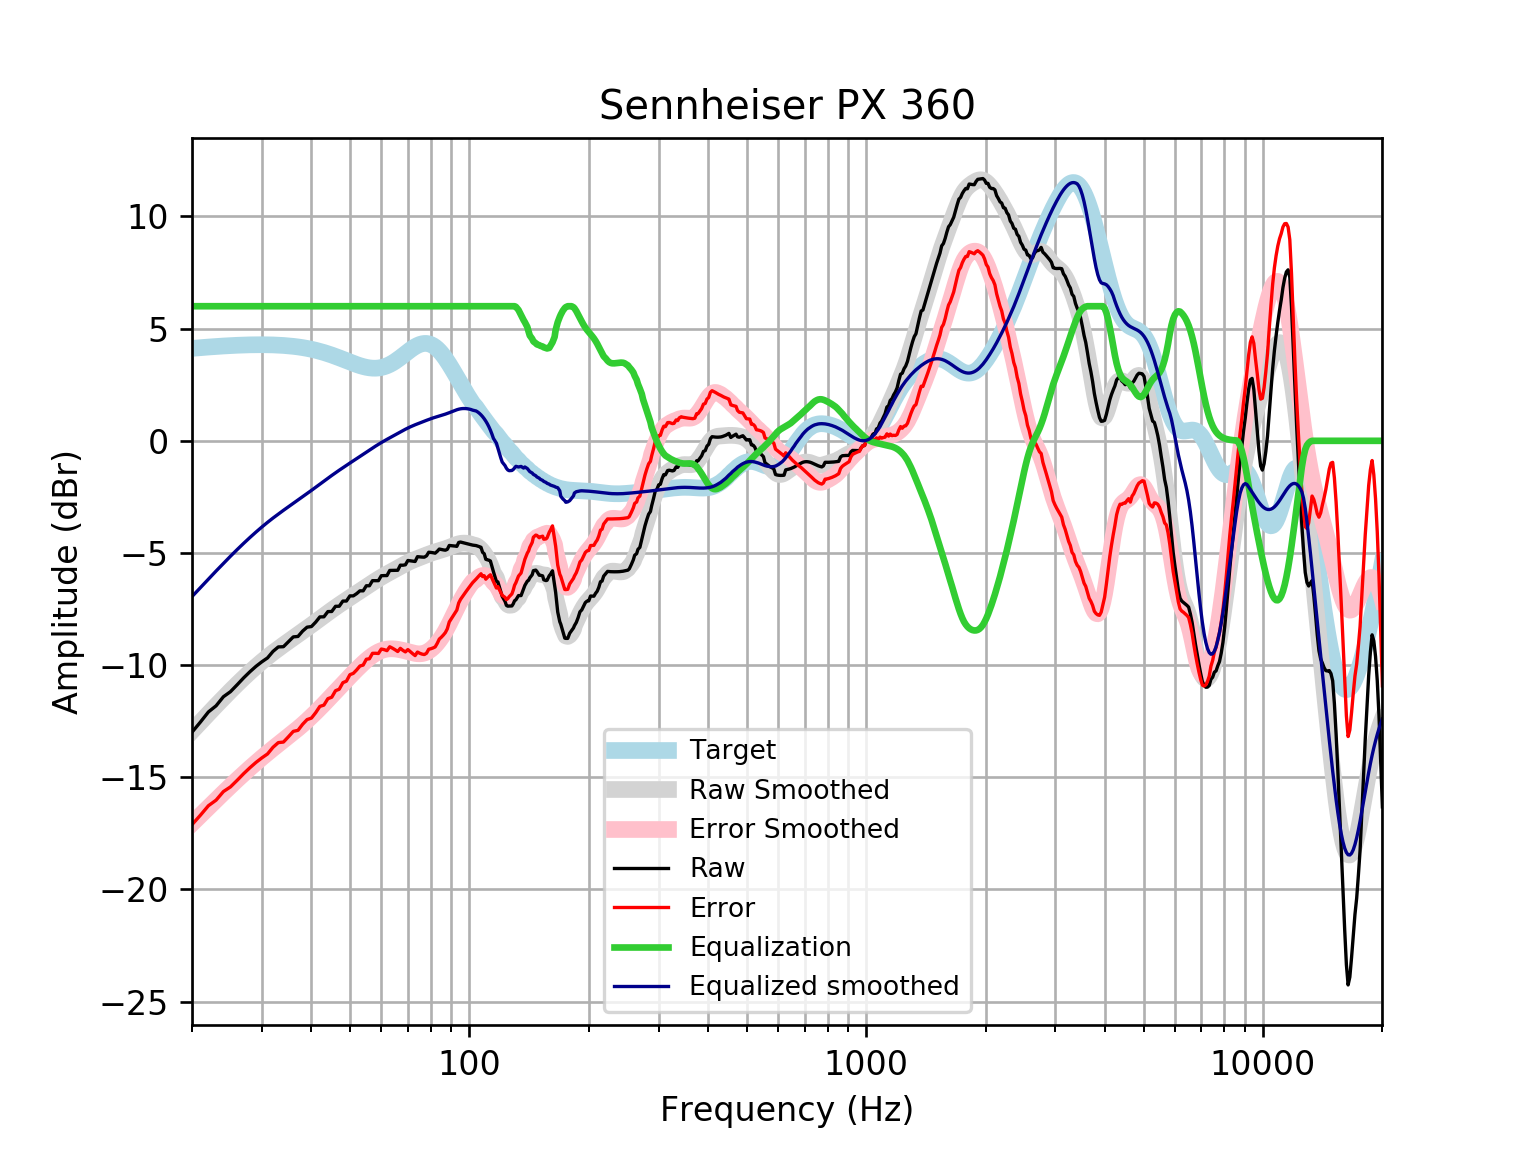 Sennheiser PX 360
Amplitude (dBr)
10
5
0
−5
−10
−15
−20
−25
Target
Raw Smoothed
Error Smoothed
Raw
Error
Equalization
Equalized smoothed
100
1000
10000
Frequency (Hz)